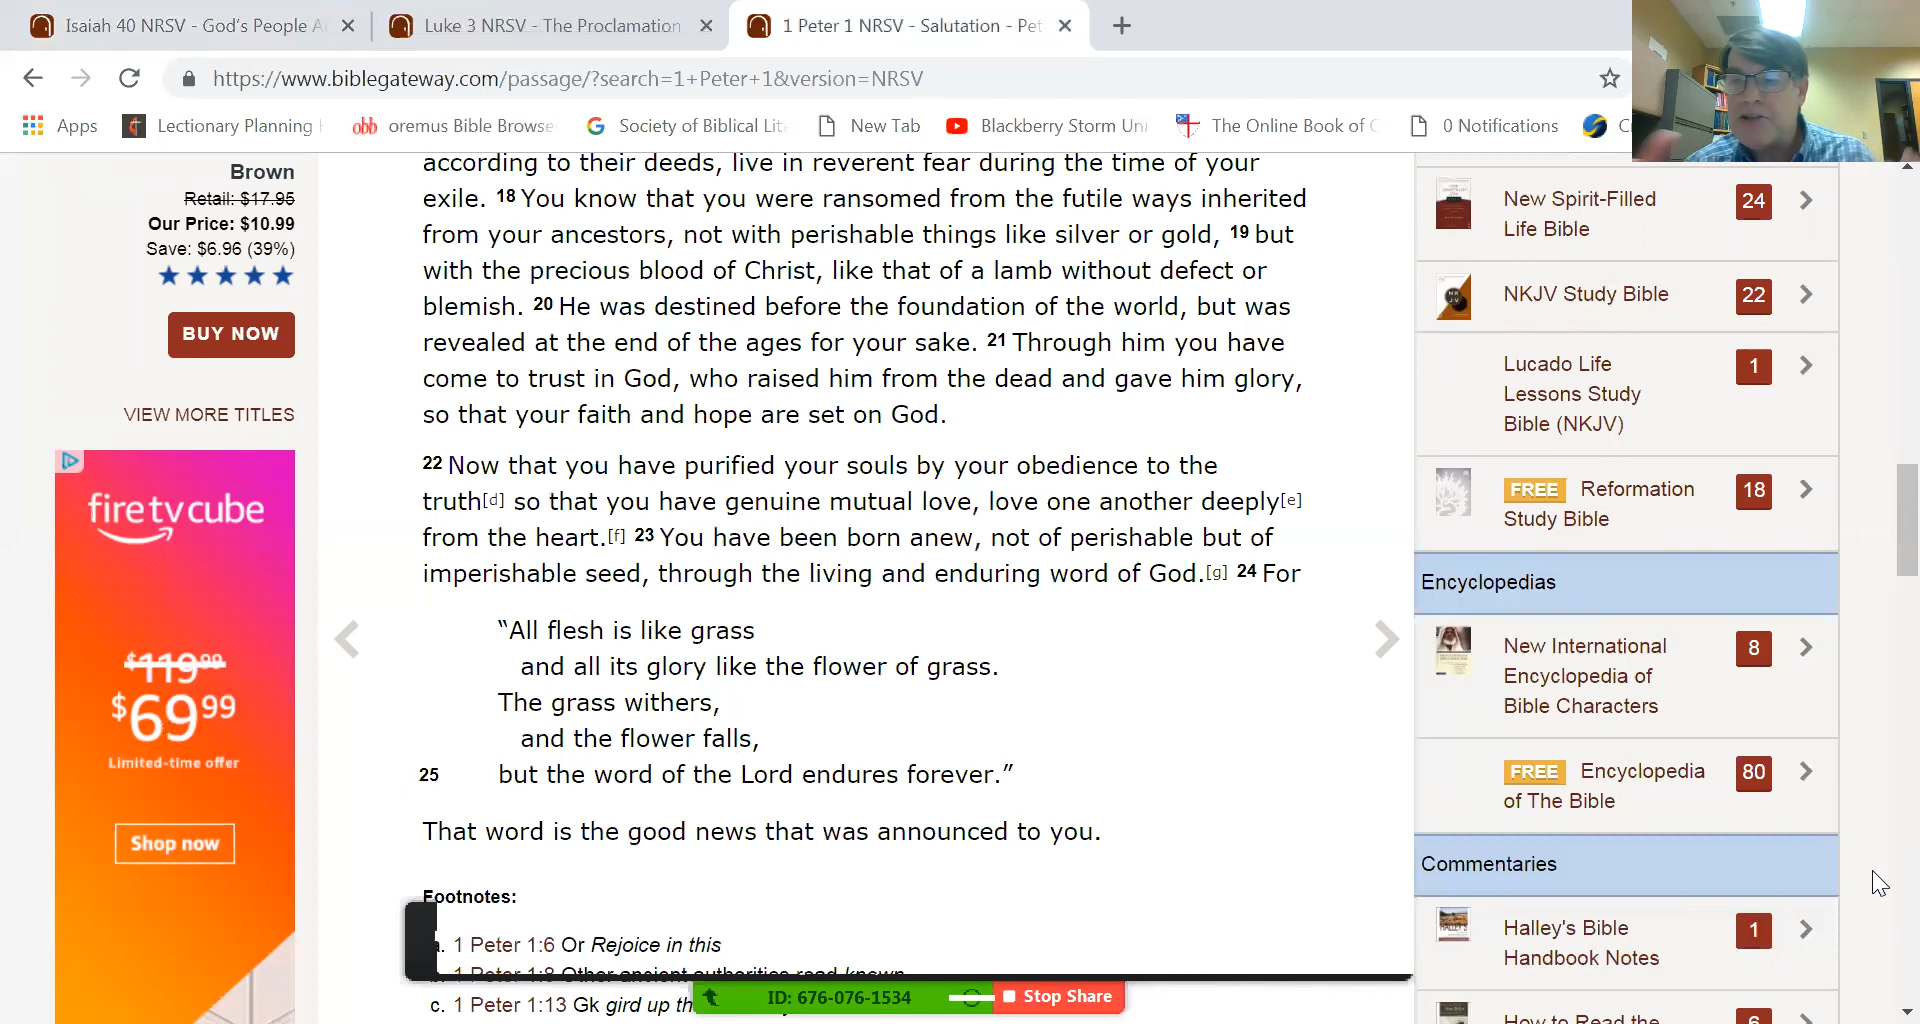 Isaiah 40 NRSV - God's People A
Luke 3 NRSV - The Proclamation
1 Peter 1 NRSV - Salutation - Pet
https://www.biblegateway.com/passage/?search=1+Peter+1&version=NRSV
Apps
Lectionary Planning
obb oremus Bible Browse
Society of Biblical Lit
New Tab
Blackberry Storm Un
The Online Book of C
0 Notifications
Brown
Retail: $17.95
Our Price: $10.99
Save: $6.96 (39%)
BUY NOW
VIEW MORE TITLES
fire tv cube
$119.99
$69.99
Limited-time offer
Shop now
according to their deeds, live in reverent fear during the time of your
exile. 18 You know that you were ransomed from the futile ways inherited
from your ancestors, not with perishable things like silver or gold, 19 but
with the precious blood of Christ, like that of a lamb without defect or
blemish. 20 He was destined before the foundation of the world, but was
revealed at the end of the ages for your sake. 21 Through him you have
come to trust in God, who raised him from the dead and gave him glory,
so that your faith and hope are set on God.
22 Now that you have purified your souls by your obedience to the
truth[d] so that you have genuine mutual love, love one another deeply[e]
from the heart.[f] 23 You have been born anew, not of perishable but of
imperishable seed, through the living and enduring word of God.[g] 24 For
“All flesh is like grass
and all its glory like the flower of grass.
The grass withers,
and the flower falls,
25 but the word of the Lord endures forever.”
That word is the good news that was announced to you.
Footnotes:
a. 1 Peter 1:6 Or Rejoice in this
b. 1 Peter 1:8 Other ancient authorities read known
c. 1 Peter 1:13 Gk gird up th
ID: 676-076-1534
Stop Share
New Spirit-Filled
Life Bible
24
NKJV Study Bible
22
Lucado Life
Lessons Study
Bible (NKJV)
1
FREE Reformation
Study Bible
18
Encyclopedias
New International
Encyclopedia of
Bible Characters
8
FREE Encyclopedia
of The Bible
80
Commentaries
Halley's Bible
Handbook Notes
1
How to Read the
6